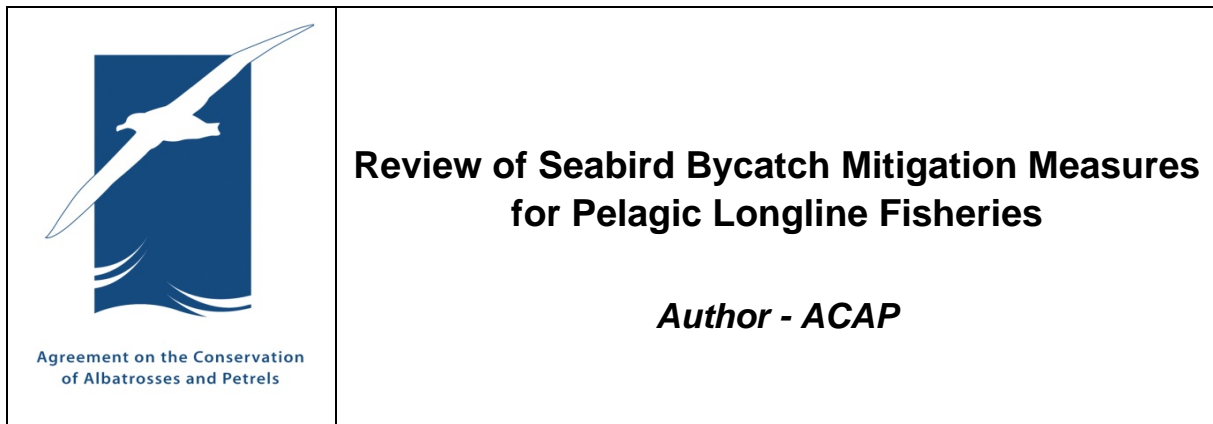 Agreement on the Conservation
of Albatrosses and Petrels
Review of Seabird Bycatch Mitigation Measures
for Pelagic Longline Fisheries
Author - ACAP